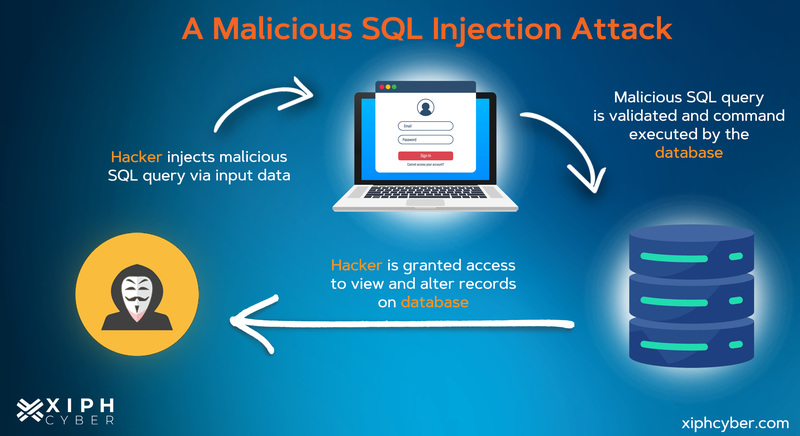 A Malicious SQL Injection Attack
Hacker injects malicious
SQL query via input data
Email
Password
Sign In
Cannot access your account?
Malicious SQL query
is validated and command
executed by the
database
Hacker is granted access
to view and alter records
on database
XIPH
CYBER
xiphcyber.com